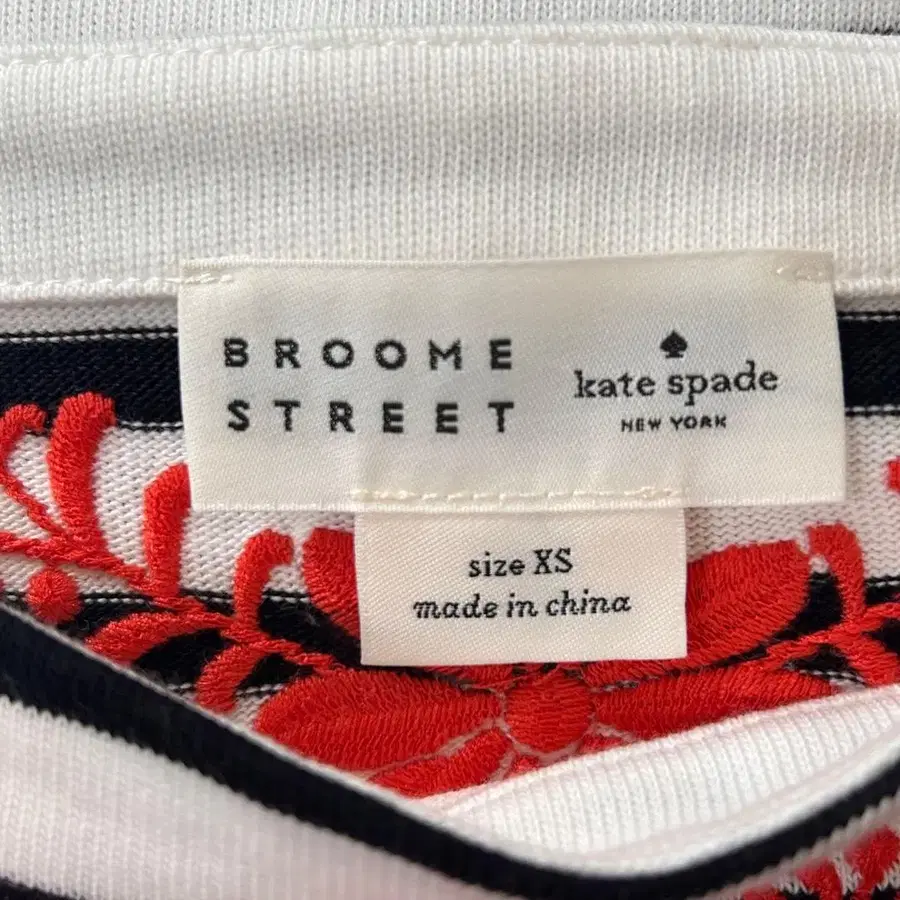 BROOME
STREET
kate spade
NEW YORK
size XS
made in china